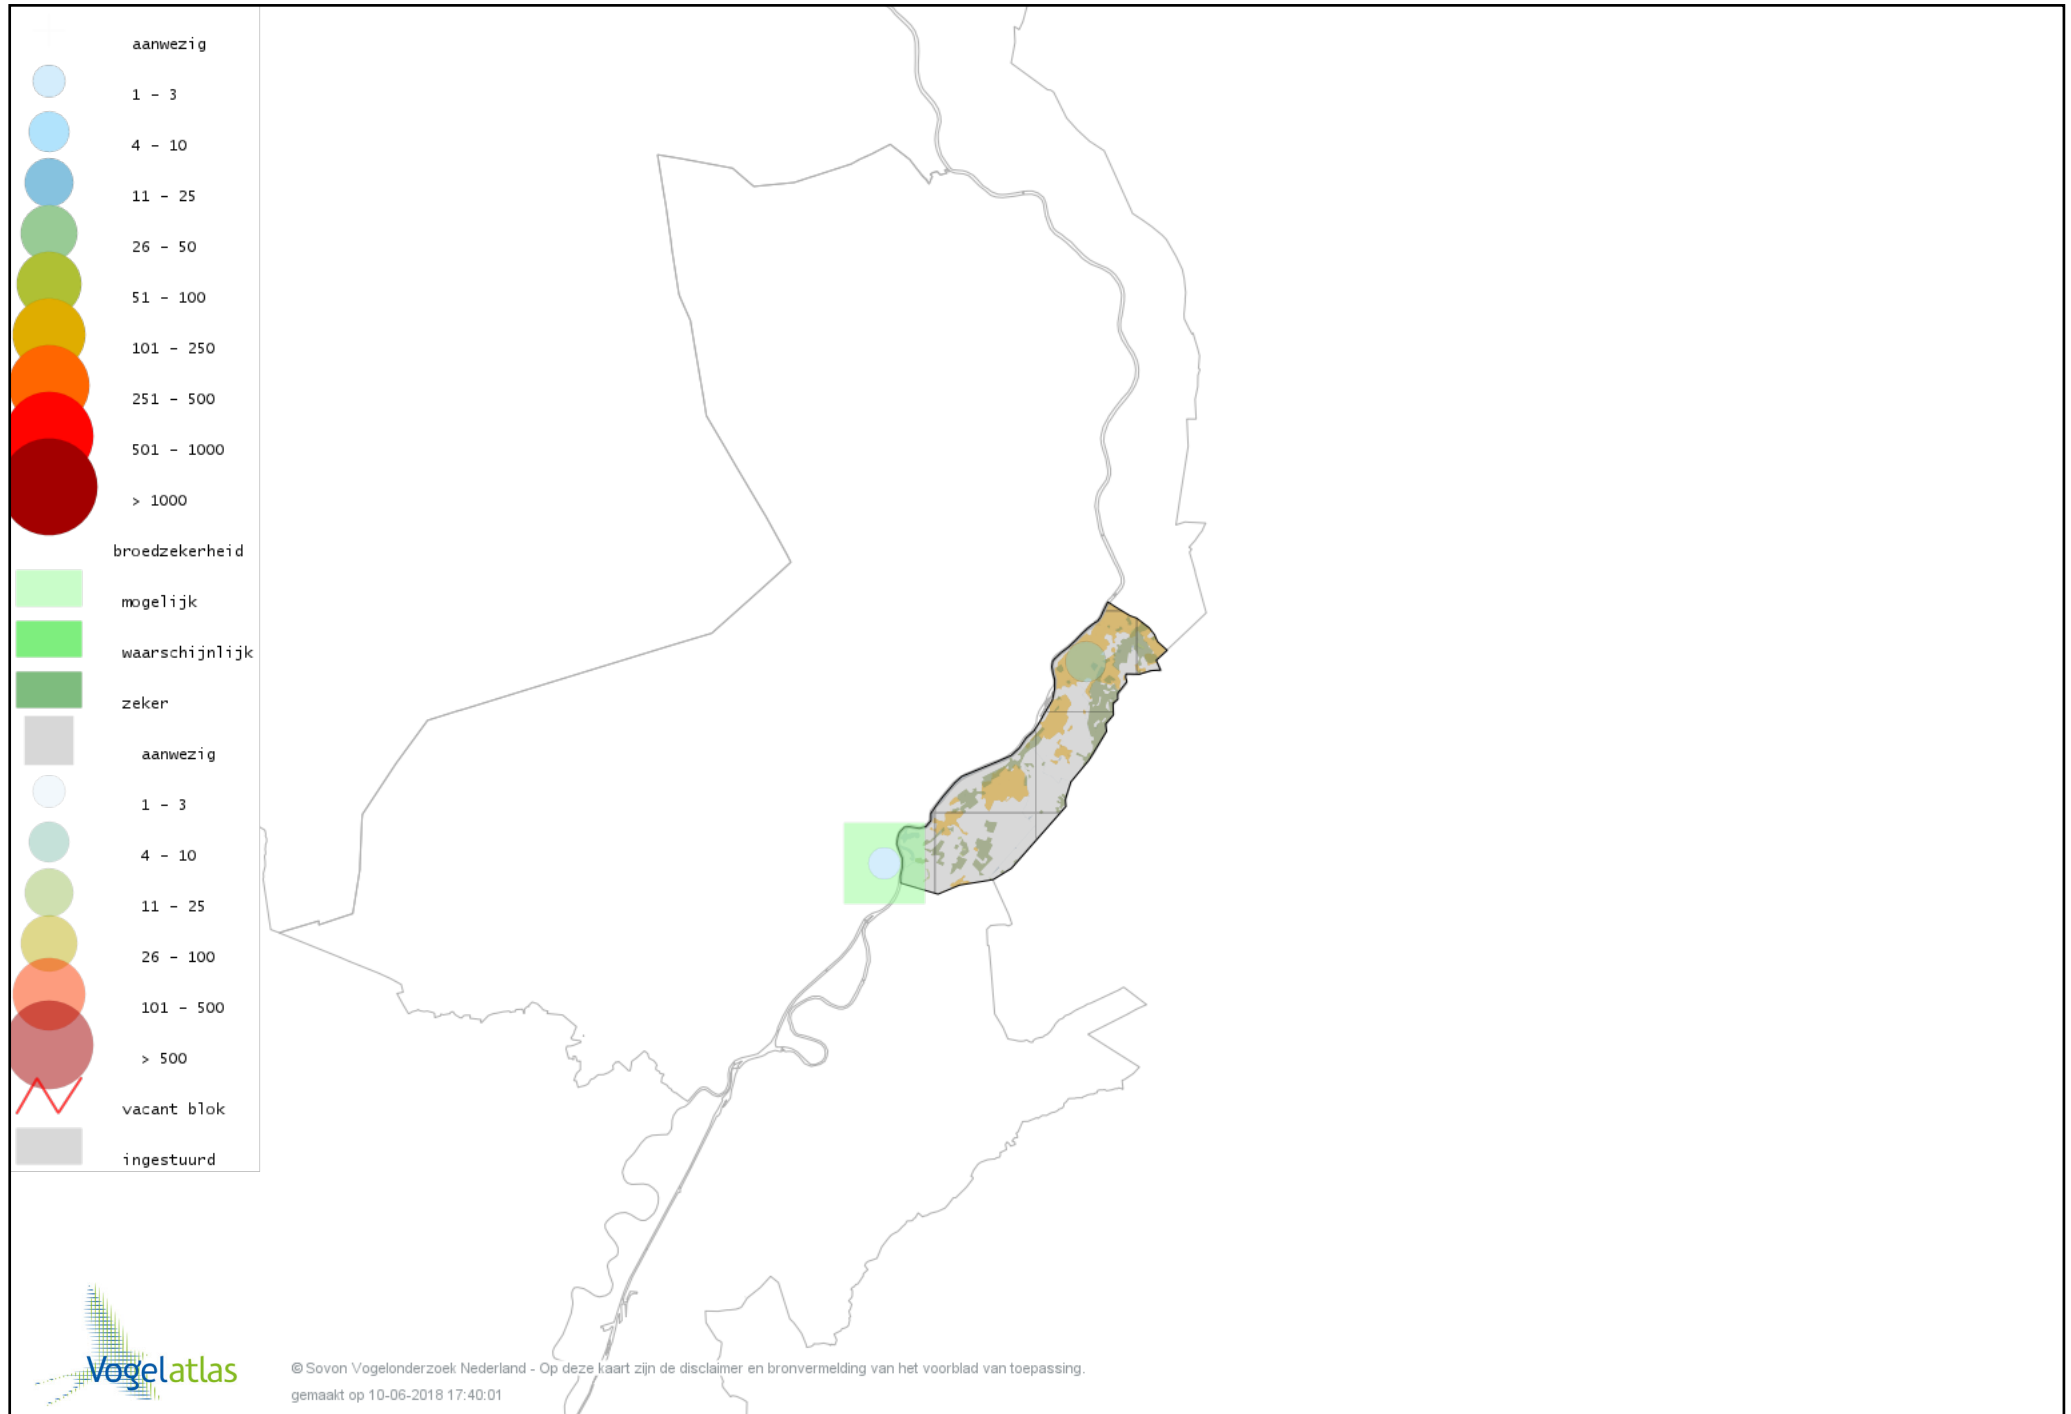 aanwezig
1 - 3
4 - 10
11 - 25
26 - 50
51 - 100
101 - 250
251 - 500
501 - 1000
> 1000
broedzekerheid
mogelijk
waarschijnlijk
zeker
aanwezig
1 - 3
4 - 10
11 - 25
26 - 100
101 - 500
> 500
vacant blok
ingestuurd
Vogelatlas
© Sovon Vogelonderzoek Nederland - Op deze kaart zijn de disclaimer en bronvermelding van het voorblad van toepassing.
gemaakt op 10-06-2018 17:40:01